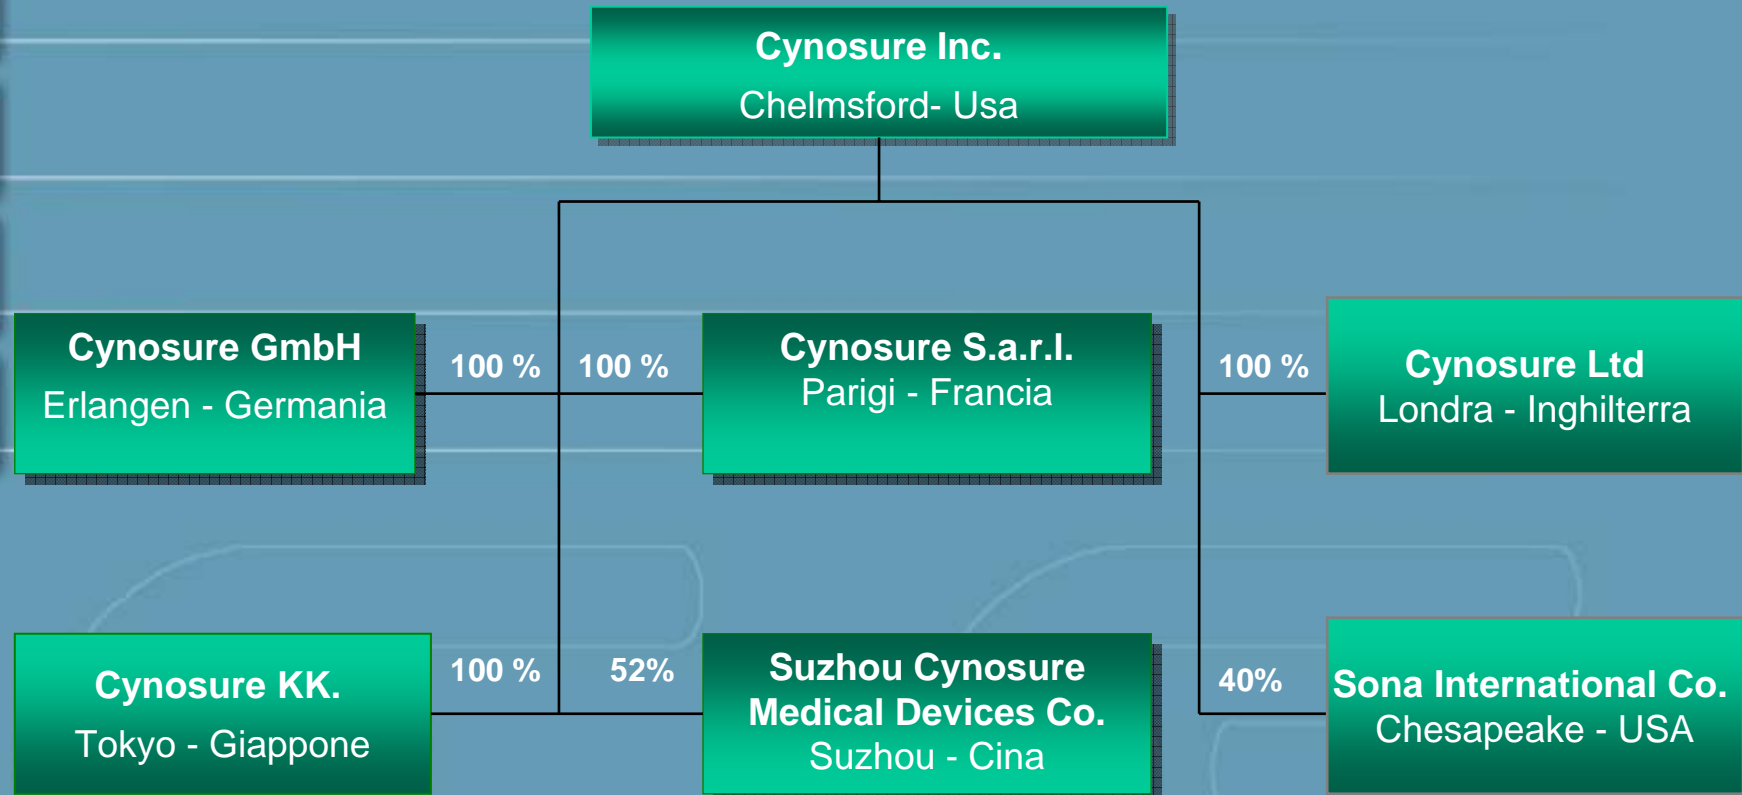 Cynosure Inc.
Chelmsford- Usa
Cynosure GmbH
Erlangen - Germania
100 %
100 %
Cynosure S.a.r.l.
Parigi - Francia
100 %
Cynosure Ltd
Londra - Inghilterra
Cynosure KK.
Tokyo - Giappone
100 %
52%
Suzhou Cynosure
Medical Devices Co.
Suzhou - Cina
40%
Sona International Co.
Chesapeake - USA